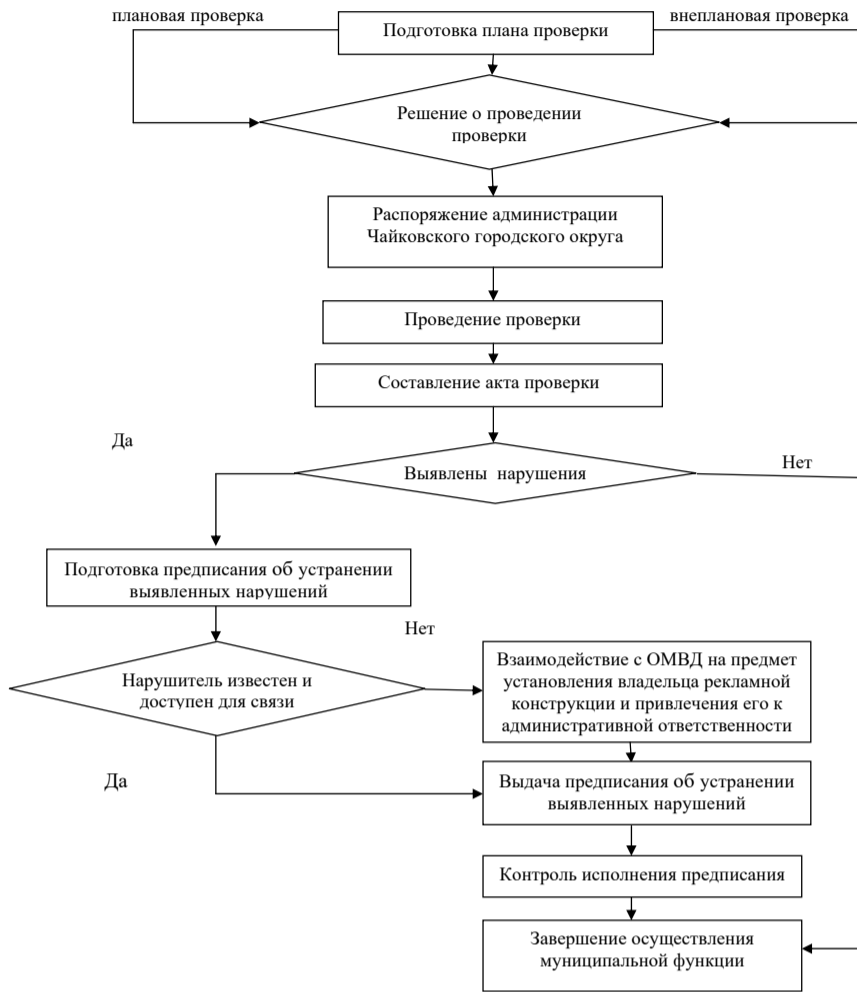 плановая проверка
Подготовка плана проверки
внеплановая проверка
Решение о проведении
проверки
Распоряжение администрации
Чайковского городского округа
Проведение проверки
Составление акта проверки
Да
Выявлены нарушения
Нет
Подготовка предписания об устранении
выявленных нарушений
Нет
Нарушитель известен и
доступен для связи
Взаимодействие с ОМВД на предмет
установления владельца рекламной
конструкции и привлечения его к
административной ответственности
Да
Выдача предписания об устранении
выявленных нарушений
Контроль исполнения предписания
Завершение осуществления
муниципальной функции